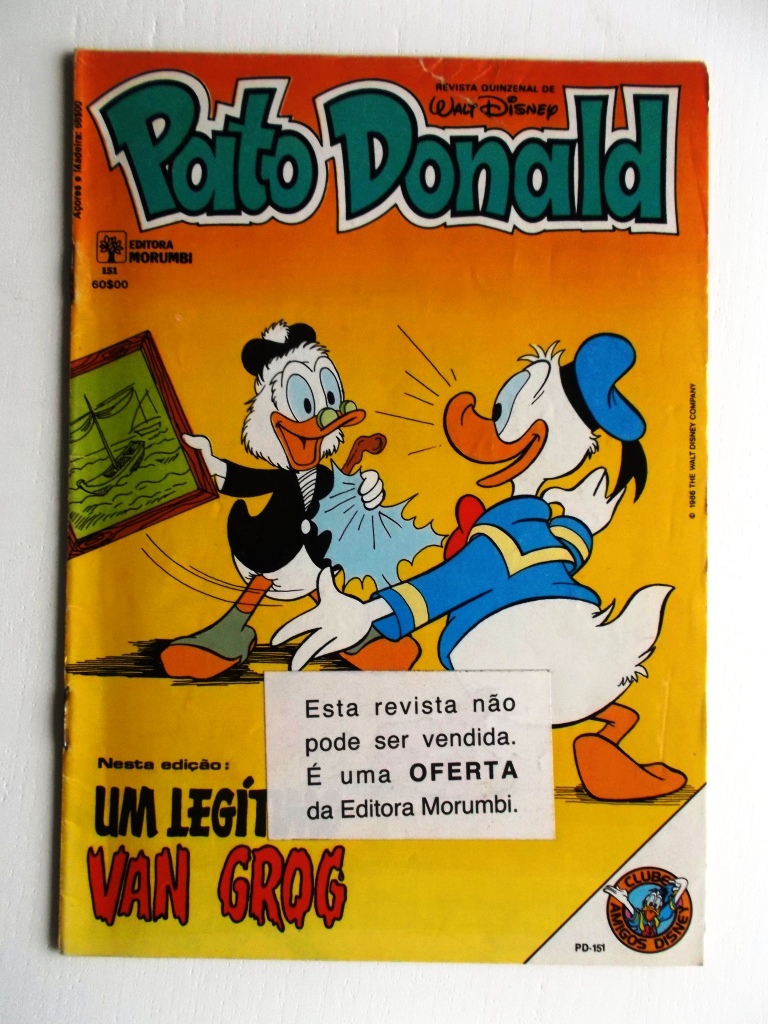 REVISTA QUINZENAL DE
WALT DISNEY
Pato Donald
Açores e Madeira: 66$00
EDITORA
MORUMBI
151
60$00
© 1986 THE WALT DISNEY COMPANY
Esta revista não
pode ser vendida.
É uma OFERTA
da Editora Morumbi.
Nesta edição:
UM LEGÍT
VAN GROG
CLUBE
AMIGOS DISNEY
PD-151